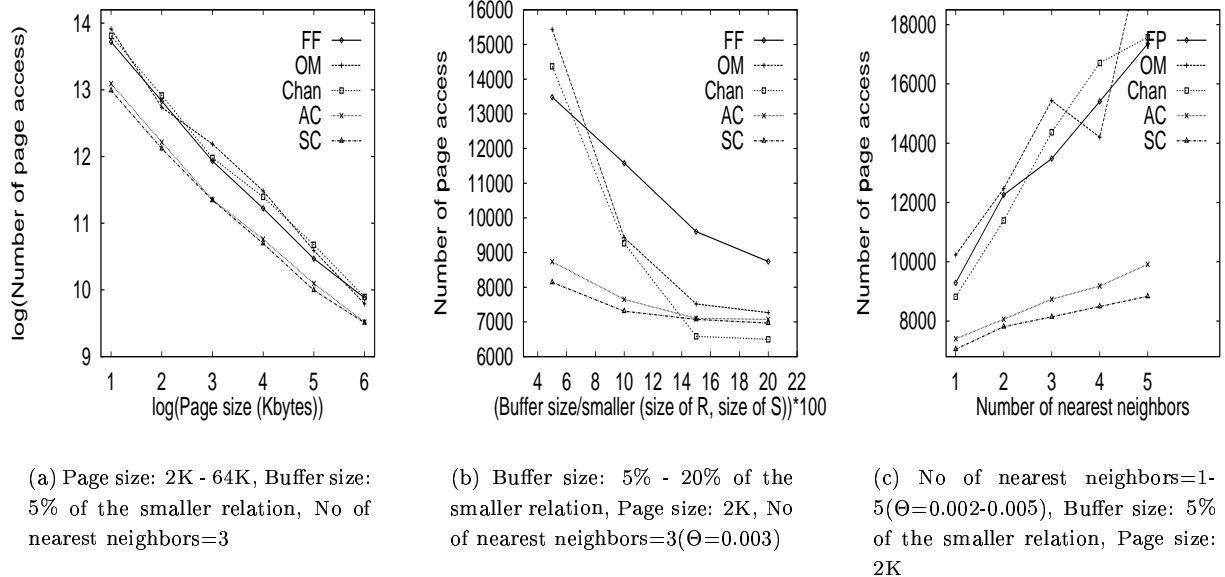 log(Number of page access)
14
13
12
11
10
9
1 2 3 4 5 6
log(Page size (Kbytes))
FF
OM
Chan
AC
SC
(a) Page size: 2K - 64K, Buffer size:
5% of the smaller relation, No of
nearest neighbors=3
Number of page access
16000
15000
14000
13000
12000
11000
10000
9000
8000
7000
6000
4 6 8 10 12 14 16 18 20 22
(Buffer size/smaller (size of R, size of S))*100
FF
OM
Chan
AC
SC
(b) Buffer size: 5% - 20% of the
smaller relation, Page size: 2K, No
of nearest neighbors=3(Θ=0.003)
Number of page access
18000
16000
14000
12000
10000
8000
1 2 3 4 5
Number of nearest neighbors
FP
OM
Chan
AC
SC
(c) No of nearest neighbors=1-
5(Θ=0.002-0.005), Buffer size: 5%
of the smaller relation, Page size:
2K